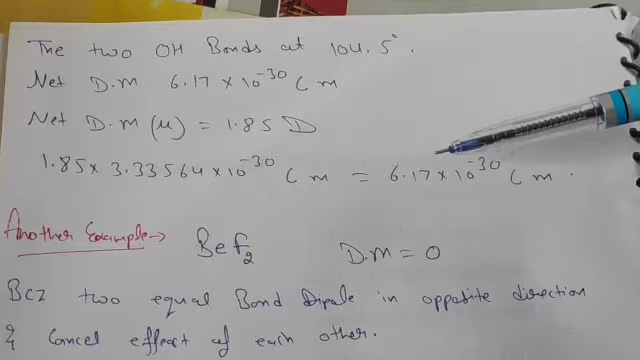 The two OH Bonds at 104.5°.
Net D.M 6.17 × 10⁻³⁰ C m
Net D.M (μ) = 1.85 D
1.85 × 3.33564 × 10⁻³⁰ C m = 6.17 × 10⁻³⁰ C m.
Another Example → Bef₂ D.M = 0
Bcz two equal Bond Dipole in opposite direction
& Cancel effect of each other.